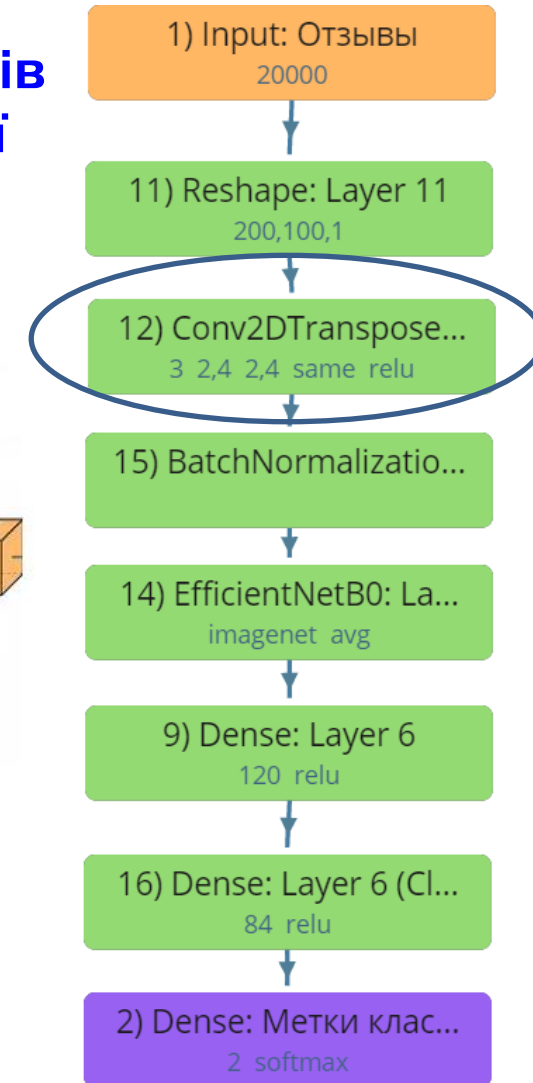 ів
ї
1) Input: Отзывы
20000
11) Reshape: Layer 11
200,100,1
12) Conv2DTranspose...
3 2,4 2,4 same relu
15) BatchNormalizatio...
14) EfficientNetB0: La...
imagenet avg
9) Dense: Layer 6
120 relu
16) Dense: Layer 6 (Cl...
84 relu
2) Dense: Метки клас...
2 softmax